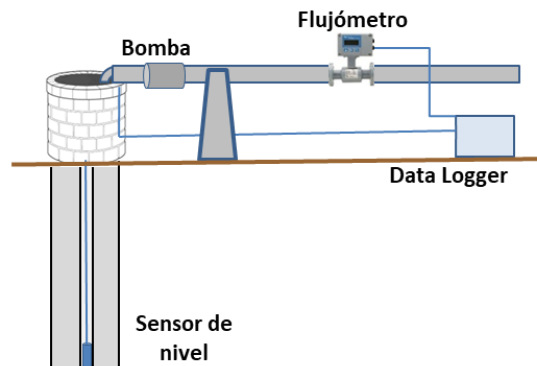 Flujómetro
Bomba
Data Logger
Sensor de
nivel